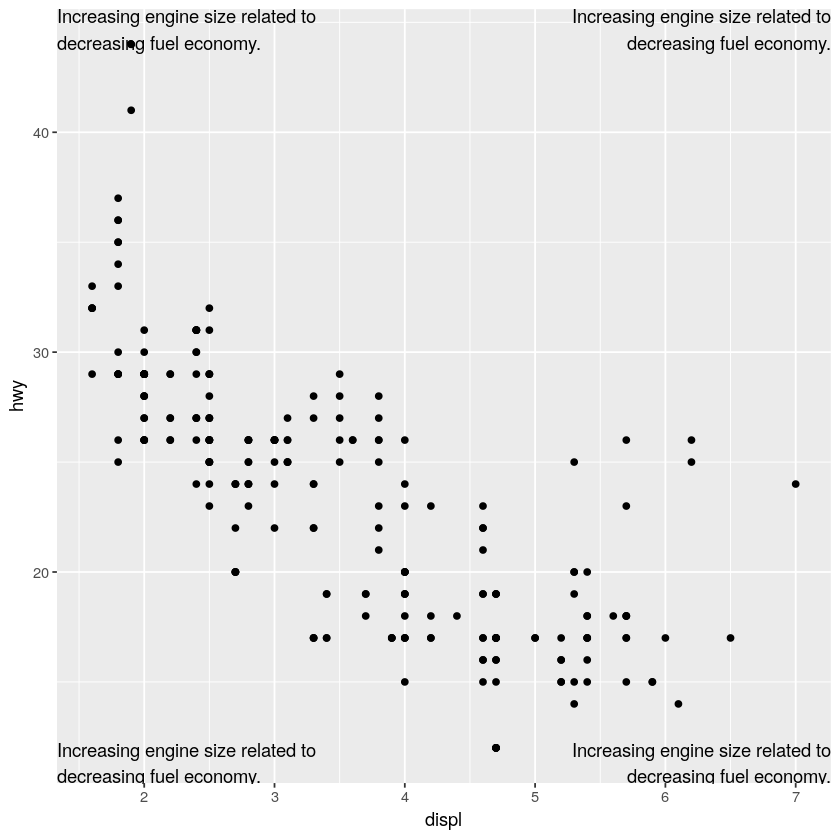 Increasing engine size related to
decreasing fuel economy.
Increasing engine size related to
decreasing fuel economy.
40
30
20
hwy
Increasing engine size related to
decreasing fuel economy.
Increasing engine size related to
decreasing fuel economy.
2 3 4 5 6 7
displ